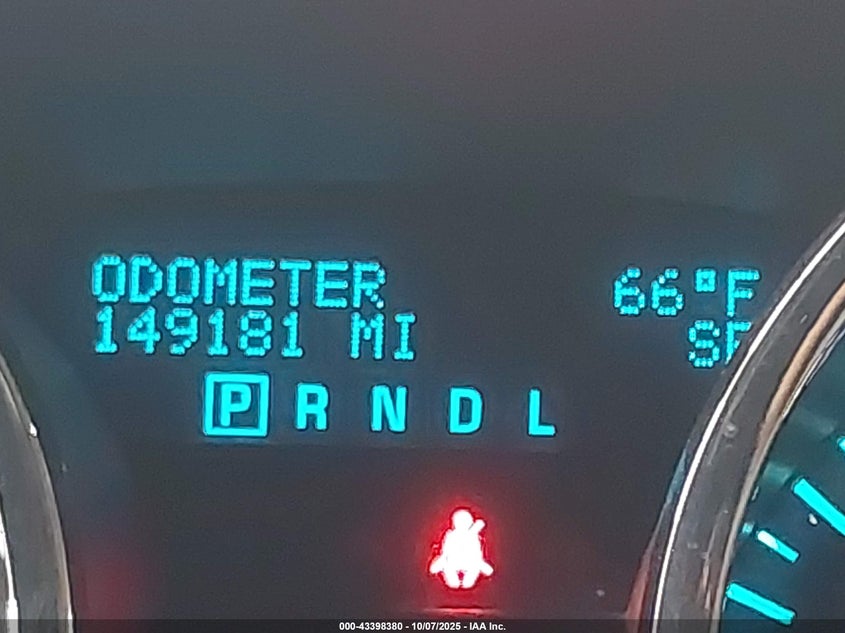 ODOMETER 66°F
149181 MI
P R N D L
000-43398380 - 10/07/2025 - IAA Inc.